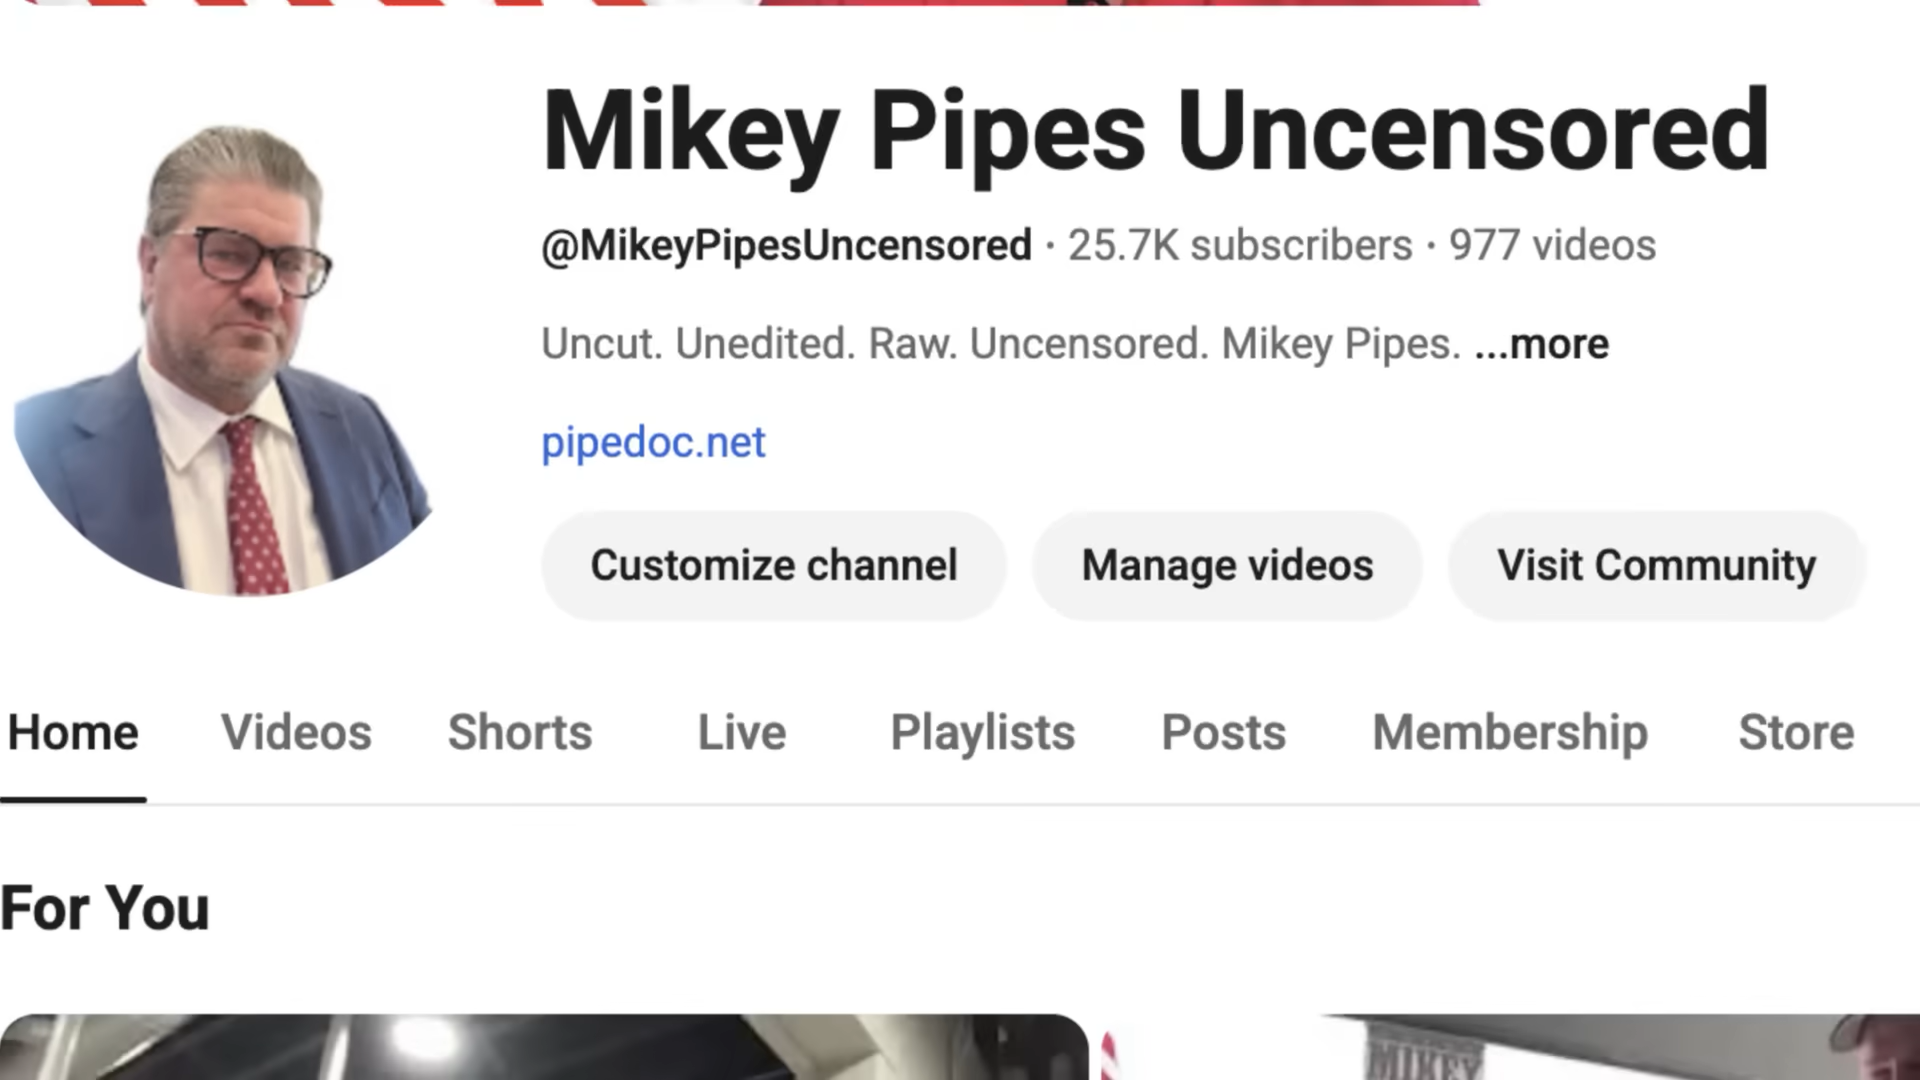 Mikey Pipes Uncensored
@MikeyPipesUncensored · 25.7K subscribers · 977 videos
Uncut. Unedited. Raw. Uncensored. Mikey Pipes. ...more
pipedoc.net
Customize channel Manage videos Visit Community
Home Videos Shorts Live Playlists Posts Membership Store
For You
MIKEY